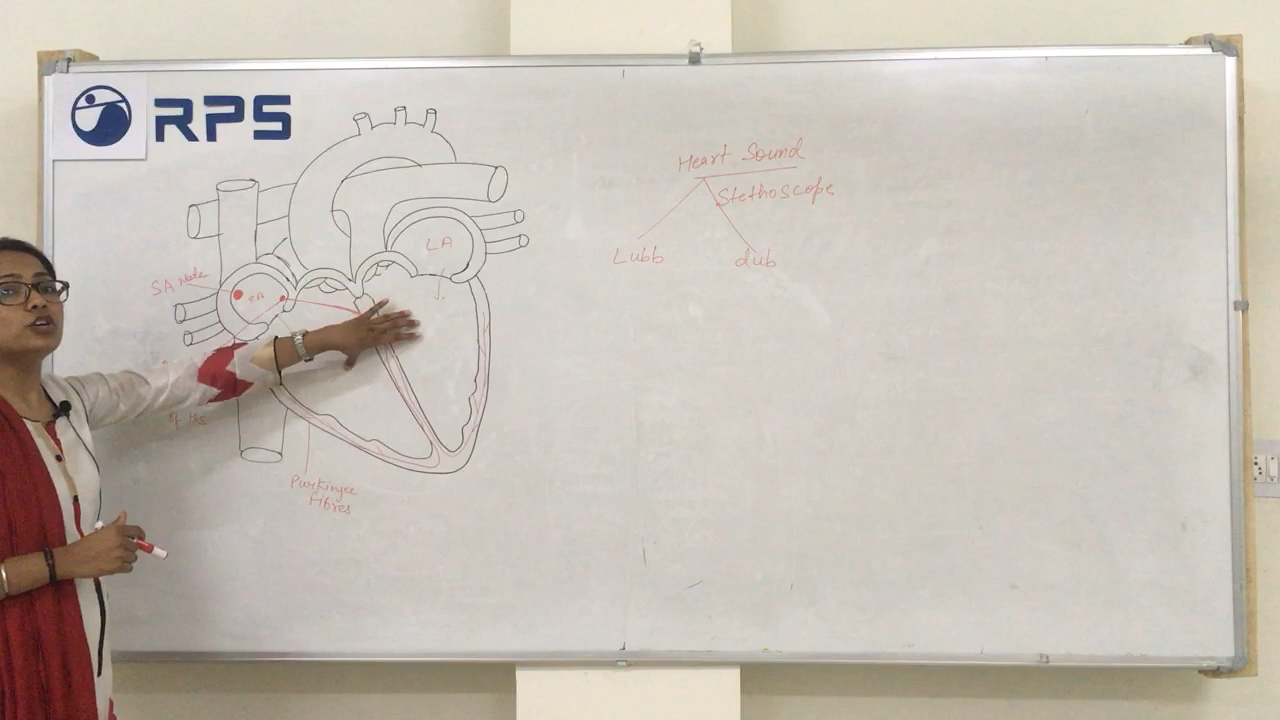 RPS
Heart Sound
Stethoscope
Lubb
dub
LA
SA Node
RA
of His
Purkinjee
fibres